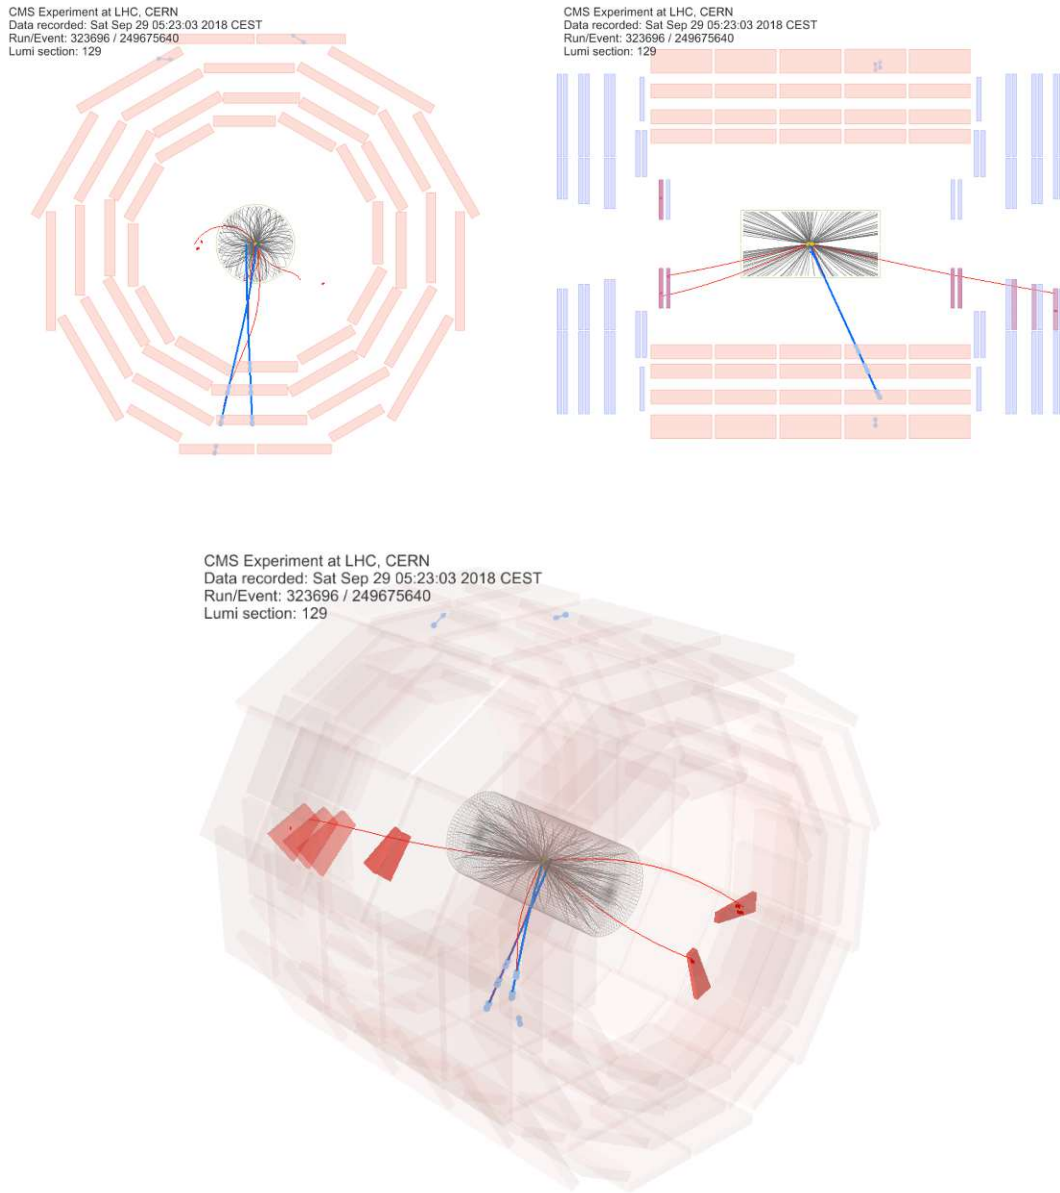 CMS Experiment at LHC, CERN
Data recorded: Sat Sep 29 05:23:03 2018 CEST
Run/Event: 323696 / 249675640
Lumi section: 129
CMS Experiment at LHC, CERN
Data recorded: Sat Sep 29 05:23:03 2018 CEST
Run/Event: 323696 / 249675640
Lumi section: 129
CMS Experiment at LHC, CERN
Data recorded: Sat Sep 29 05:23:03 2018 CEST
Run/Event: 323696 / 249675640
Lumi section: 129